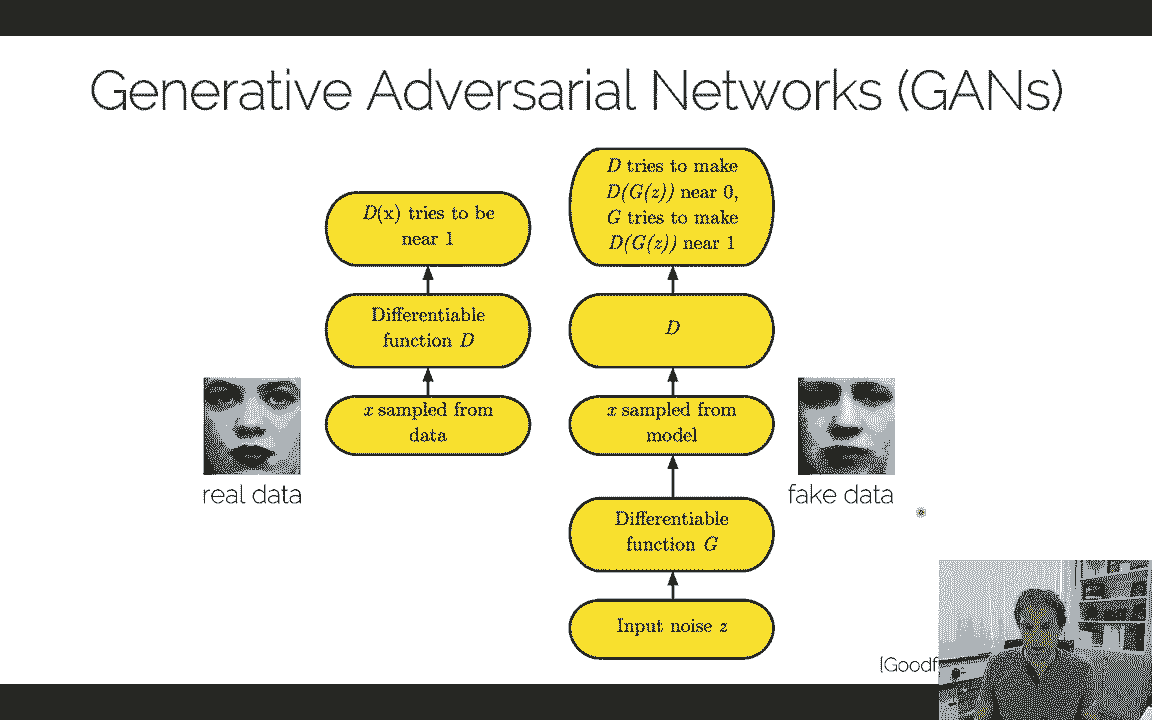 Generative Adversarial Networks (GANs)
D(x) tries to be
near 1
Differentiable
function D
x sampled from
data
real data
D tries to make
D(G(z)) near 0,
G tries to make
D(G(z)) near 1
D
x sampled from
model
Differentiable
function G
Input noise z
fake data
[Goodf